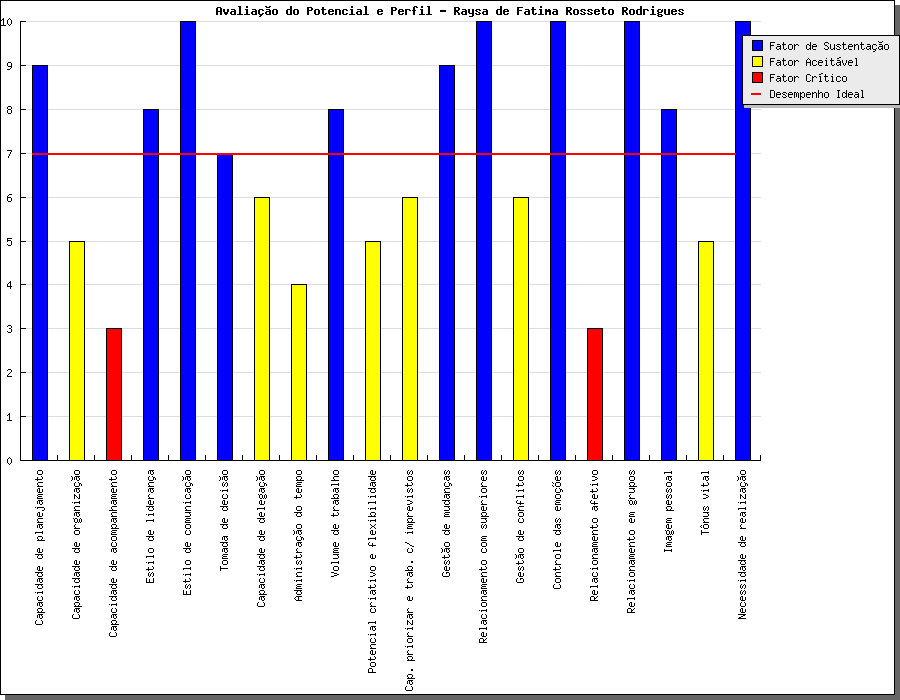 Avaliação do Potencial e Perfil - Raysa de Fatima Rosseto Rodrigues
Fator de Sustentação
Fator Aceitável
Fator Crítico
Desempenho Ideal
10
9
8
7
6
5
4
3
2
1
0
Capacidade de planejamento
Capacidade de organização
Capacidade de acompanhamento
Estilo de liderança
Estilo de comunicação
Tomada de decisão
Capacidade de delegação
Administração do tempo
Volume de trabalho
Potencial criativo e flexibilidade
Cap. priorizar e trab. c/ imprevistos
Gestão de mudanças
Relacionamento com superiores
Gestão de conflitos
Controle das emoções
Relacionamento afetivo
Relacionamento em grupos
Imagem pessoal
Tônus vital
Necessidade de realização